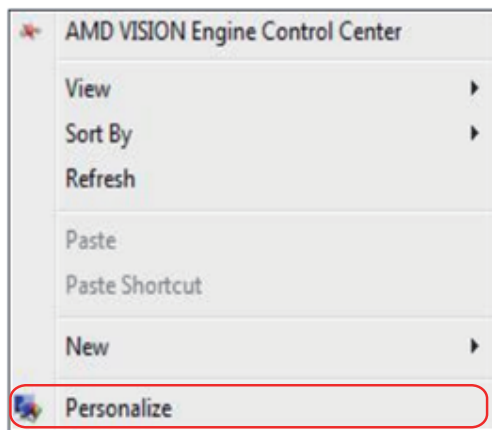 AMD VISION Engine Control Center
View
Sort By
Refresh
Paste
Paste Shortcut
New
Personalize